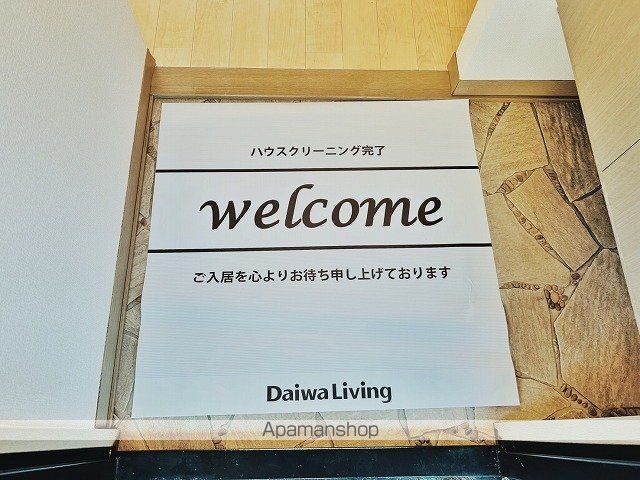 ハウスクリーニング完了
welcome
ご入居を心よりお待ち申し上げております
Daiwa Living
Apamanshop